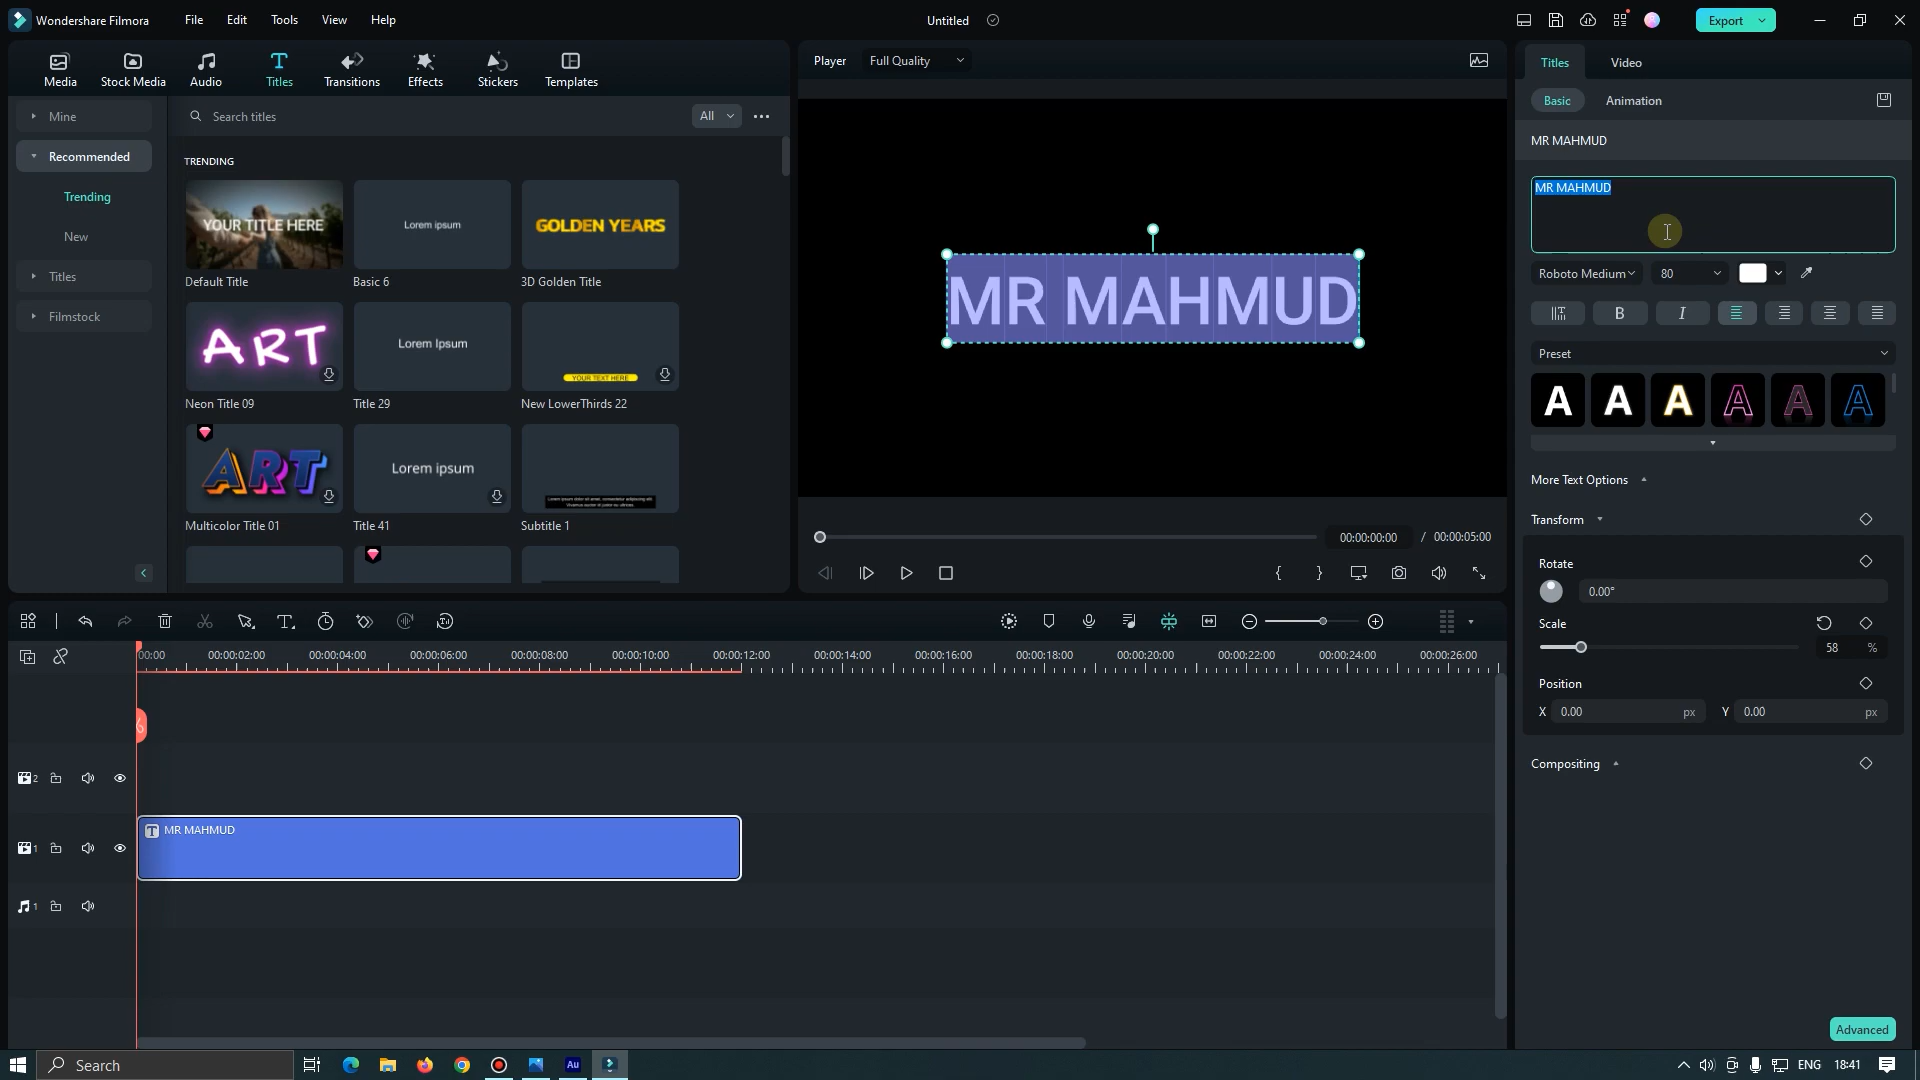 Wondershare Filmora
File Edit Tools View Help
Untitled
Export
Media
Stock Media
Audio
Titles
Transitions
Effects
Stickers
Templates
Mine
Recommended
Trending
New
Titles
Filmstock
Search titles
All
TRENDING
YOUR TITLE HERE
Default Title
Lorem ipsum
Basic 6
GOLDEN YEARS
3D Golden Title
ART
Neon Title 09
Lorem Ipsum
Title 29
YOUR TEXT HERE
New LowerThirds 22
ART
Multicolor Title 01
Lorem ipsum
Title 41
Subtitle 1
Player
Full Quality
MR MAHMUD
00:00:00:00 / 00:00:05:00
Titles
Video
Basic
Animation
MR MAHMUD
MR MAHMUD
Roboto Medium
80
B
I
Preset
A A A A A A
More Text Options
Transform
Rotate
0.00°
Scale
58 %
Position
X 0.00 px Y 0.00 px
Compositing
Advanced
00:00 00:00:02:00 00:00:04:00 00:00:06:00 00:00:08:00 00:00:10:00 00:00:12:00 00:00:14:00 00:00:16:00 00:00:18:00 00:00:20:00 00:00:22:00 00:00:24:00 00:00:26:00
2
T MR MAHMUD
1
1
Search
Au
ENG 18:41